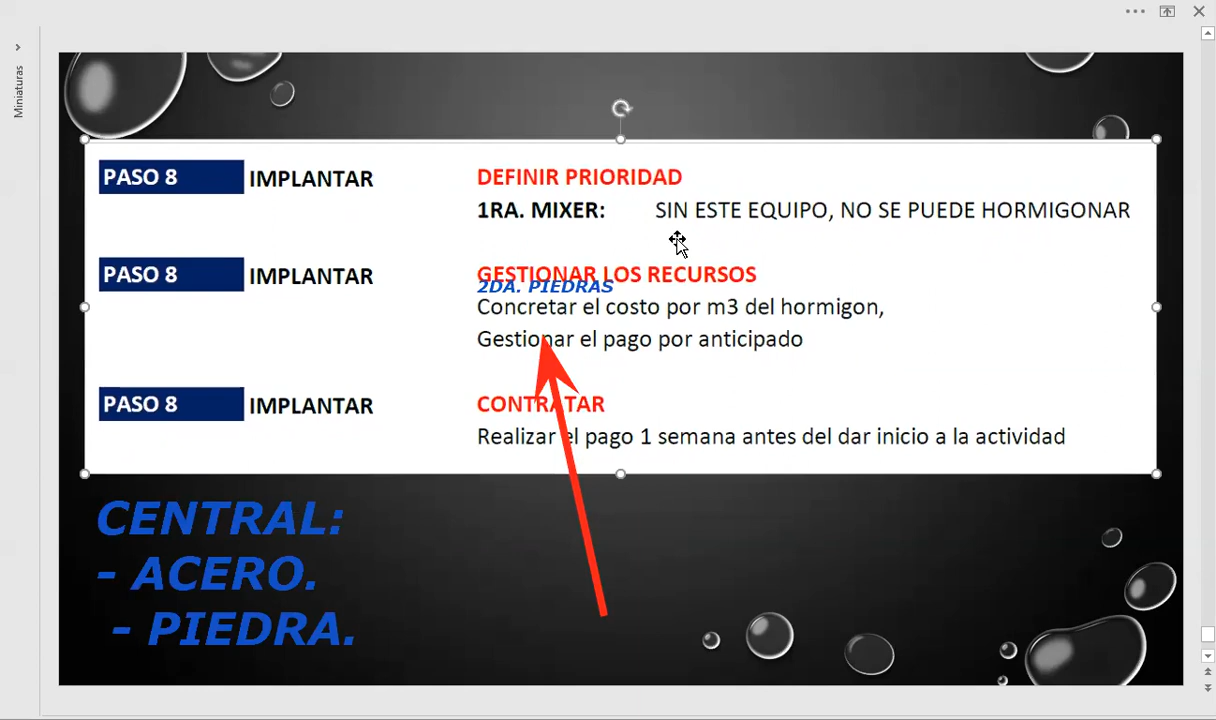 Miniaturas
PASO 8 IMPLANTAR DEFINIR PRIORIDAD
1RA. MIXER: SIN ESTE EQUIPO, NO SE PUEDE HORMIGONAR
PASO 8 IMPLANTAR GESTIONAR LOS RECURSOS
2DA. PIEDRAS
Concretar el costo por m3 del hormigon,
Gestionar el pago por anticipado
PASO 8 IMPLANTAR CONTRATAR
Realizar el pago 1 semana antes del dar inicio a la actividad
CENTRAL:
- ACERO.
- PIEDRA.